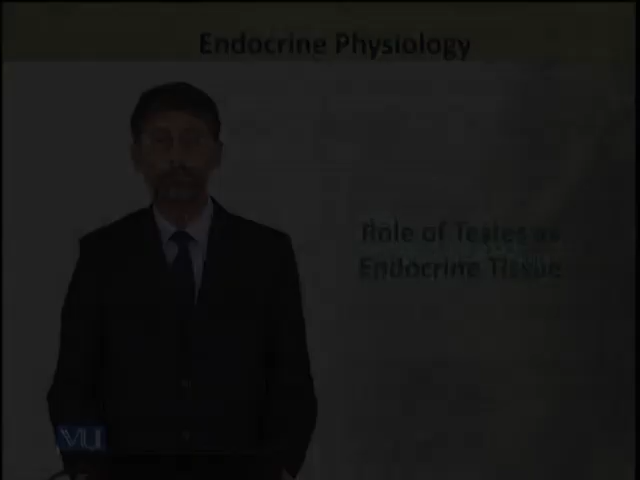 Endocrine Physiology
Role of Testes as
Endocrine Tissue
VU